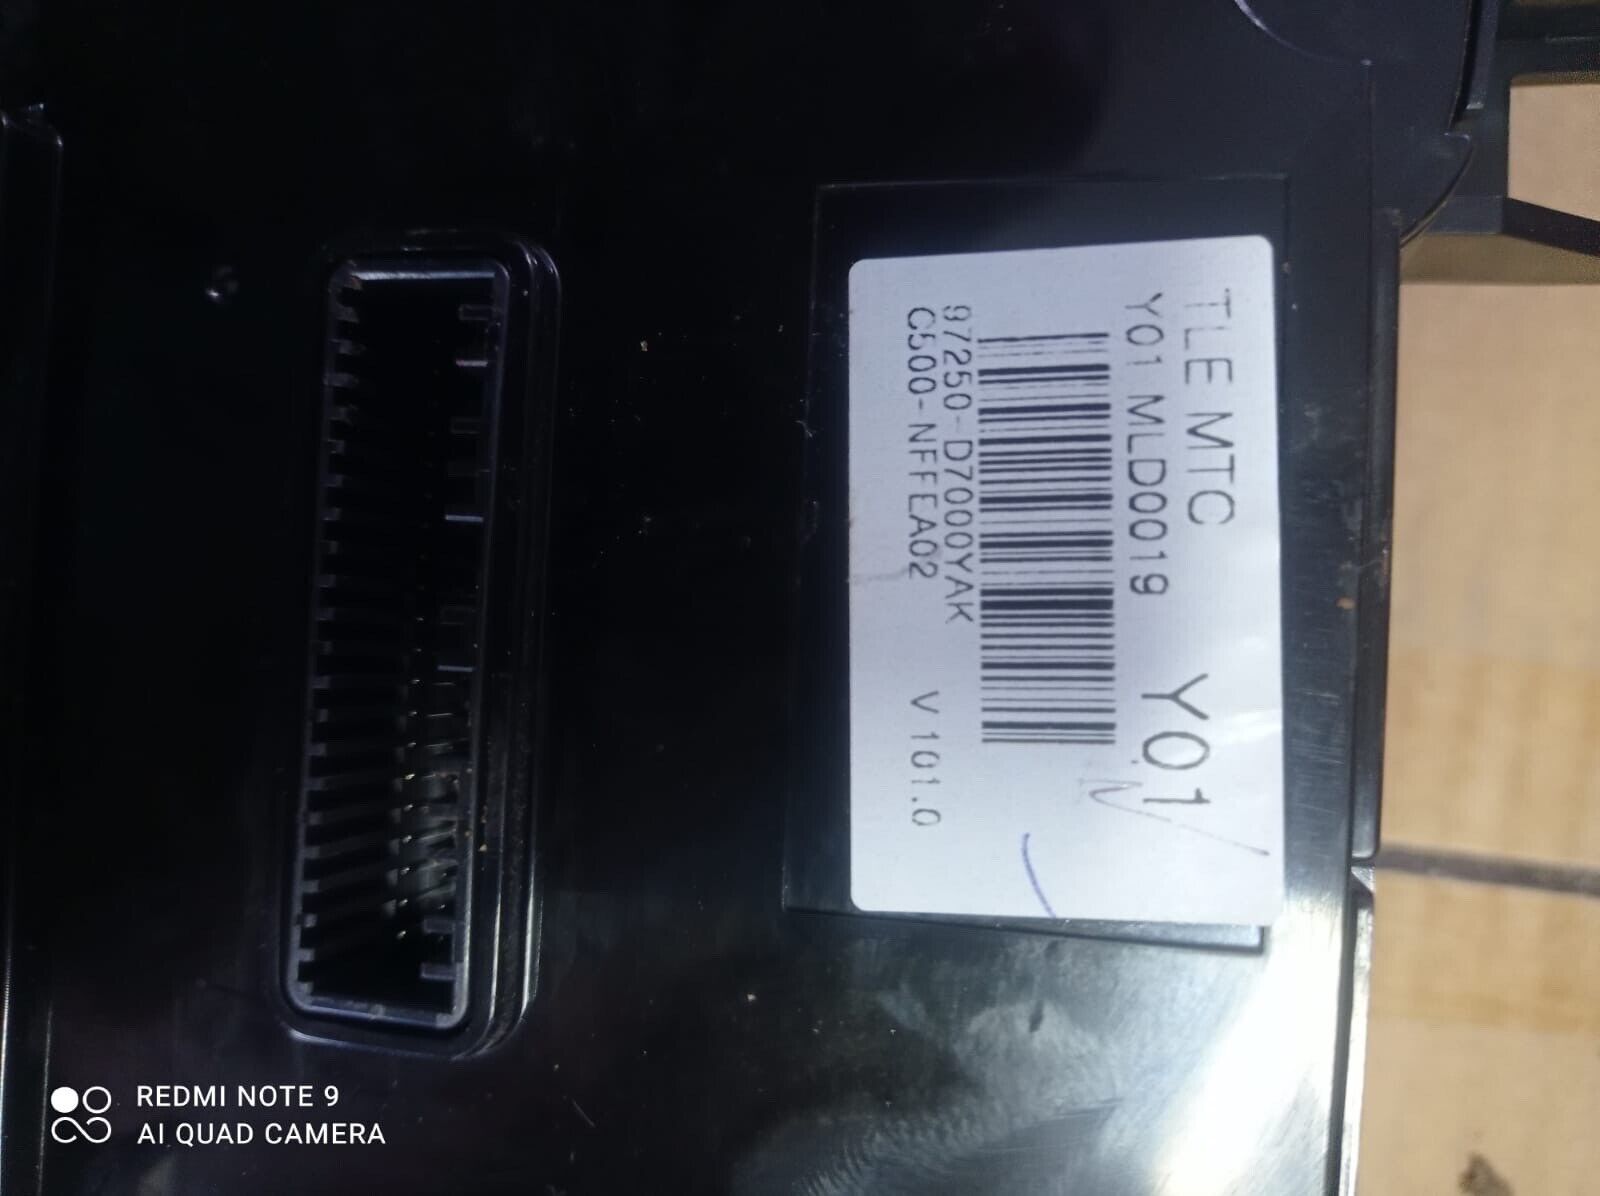 TLE MTC
Y01 MLD0019
Y01
97250-D7000YAK
C500-NFFEA02
V 101.0
REDMI NOTE 9
AI QUAD CAMERA